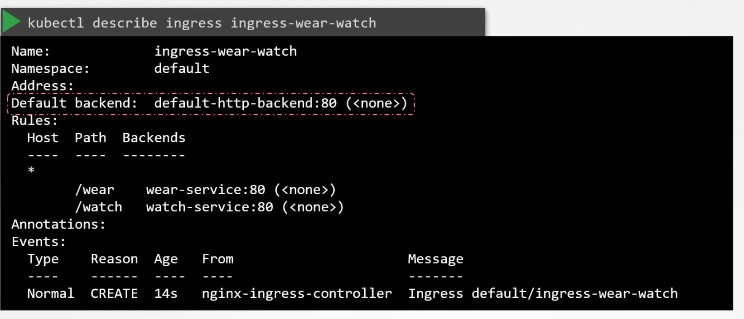 kubectl describe ingress ingress-wear-watch
Name: ingress-wear-watch
Namespace: default
Address:
Default backend: default-http-backend:80 (<none>)
Rules:
Host Path Backends
---- ---- --------
*
/wear wear-service:80 (<none>)
/watch watch-service:80 (<none>)
Annotations:
Events:
Type Reason Age From Message
---- ------ ---- ---- -------
Normal CREATE 14s nginx-ingress-controller Ingress default/ingress-wear-watch